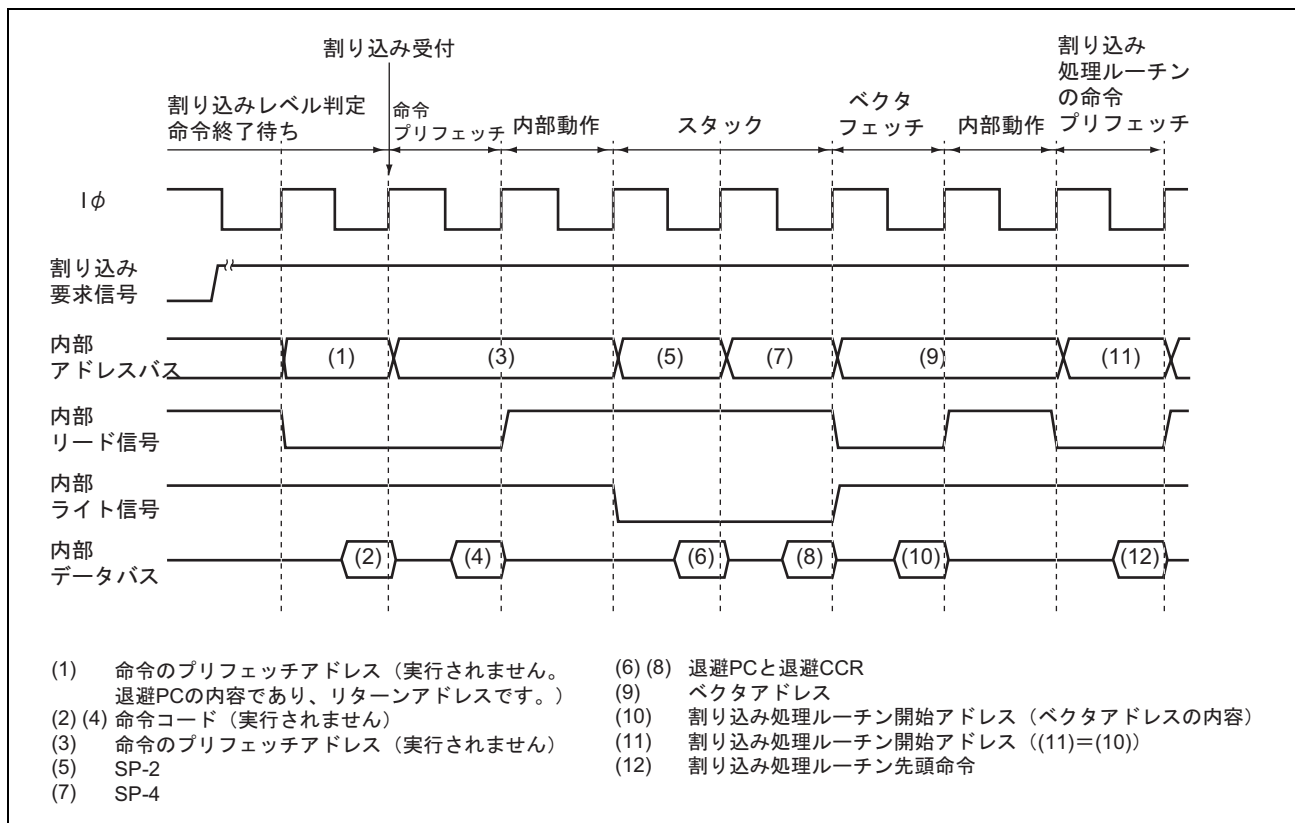 割り込み受付
割り込みレベル判定
命令終了待ち
命令
プリフェッチ
内部動作
スタック
ベクタ
フェッチ
内部動作
割り込み
処理ルーチン
の命令
プリフェッチ
Iφ
割り込み
要求信号
内部
アドレスバス
(1)
(3)
(5)
(7)
(9)
(11)
内部
リード信号
内部
ライト信号
内部
データバス
(2)
(4)
(6)
(8)
(10)
(12)
(1) 命令のプリフェッチアドレス（実行されません。
退避PCの内容であり、リターンアドレスです。）
(2) (4) 命令コード（実行されません）
(3) 命令のプリフェッチアドレス（実行されません）
(5) SP-2
(7) SP-4
(6) (8) 退避PCと退避CCR
(9) ベクタアドレス
(10) 割り込み処理ルーチン開始アドレス（ベクタアドレスの内容）
(11) 割り込み処理ルーチン開始アドレス（(11)＝(10)）
(12) 割り込み処理ルーチン先頭命令